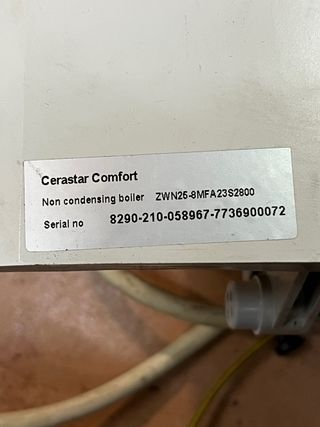 Cerastar Comfort
Non condensing boiler ZWN25-8MFA23S2800
Serial no 8290-210-058967-7736900072